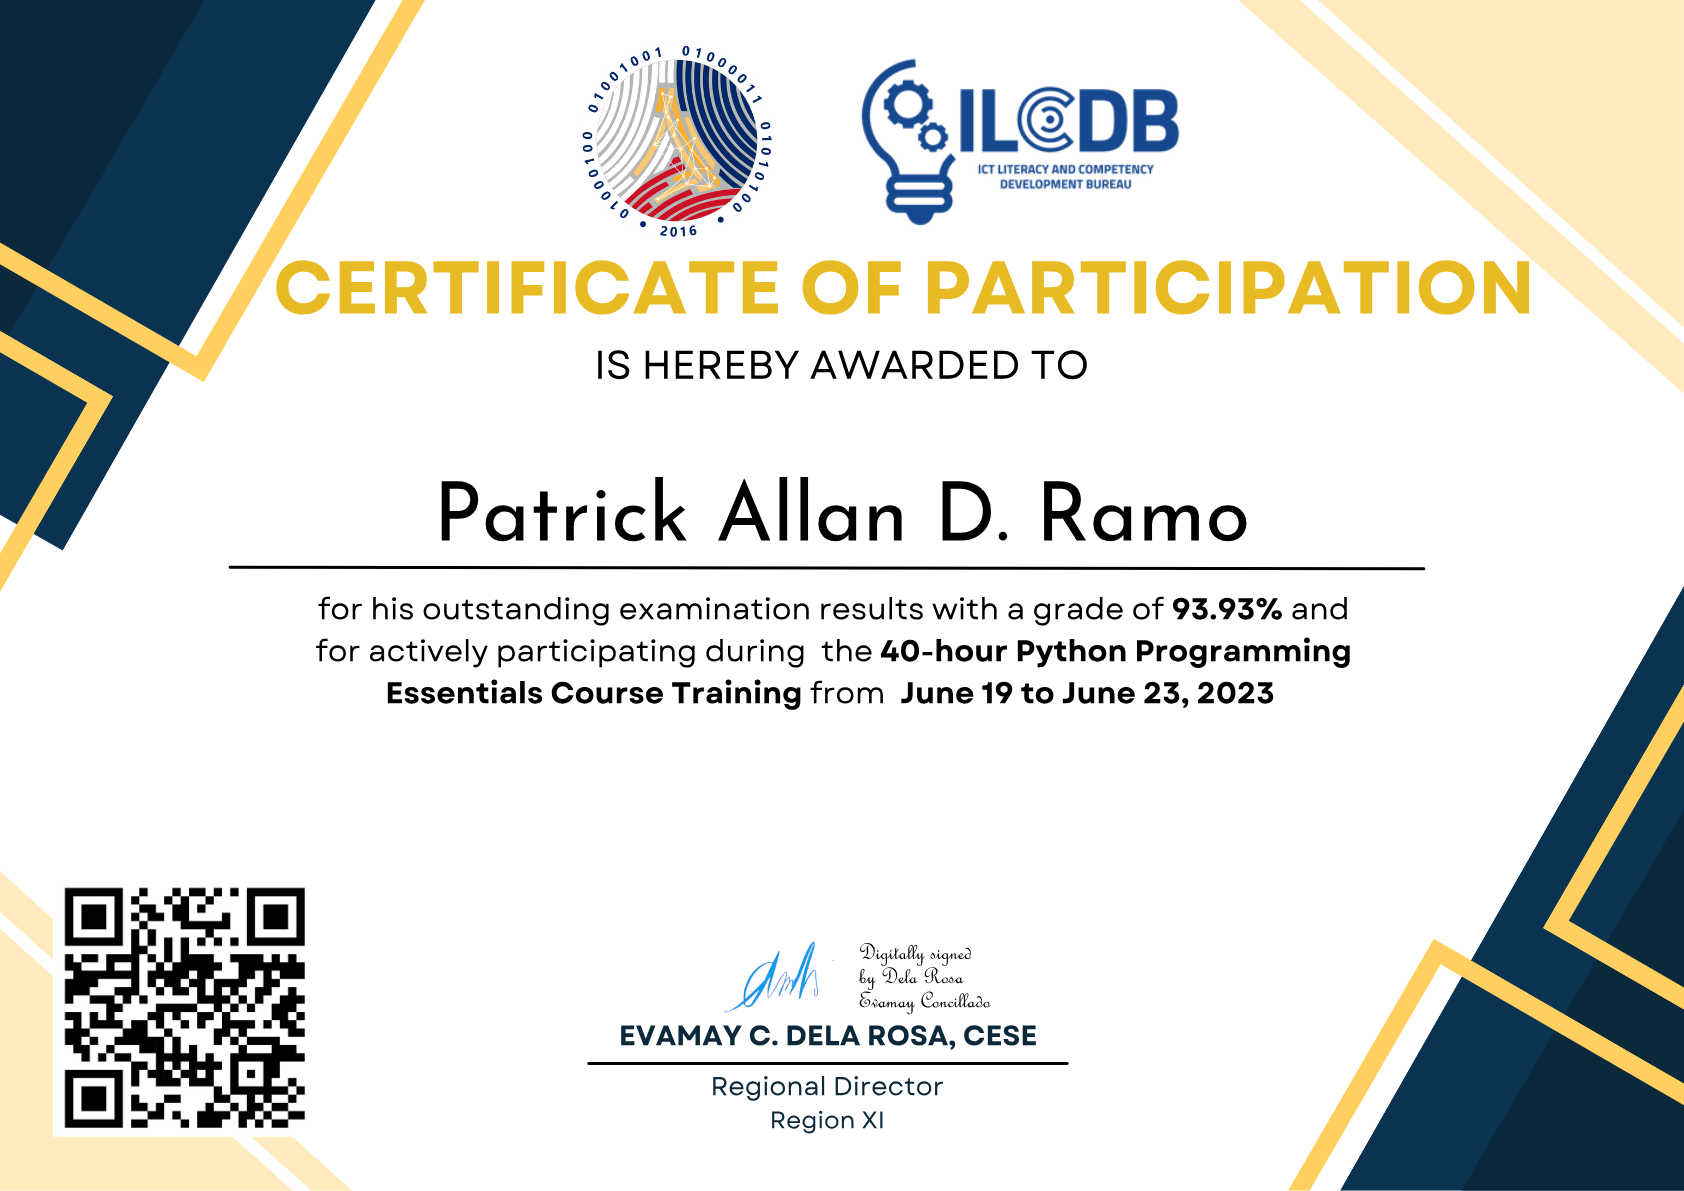 01000100 01001001 01000011 01010100 00
2016
ILCDB
ICT LITERACY AND COMPETENCY
DEVELOPMENT BUREAU
CERTIFICATE OF PARTICIPATION
IS HEREBY AWARDED TO
Patrick Allan D. Ramo
for his outstanding examination results with a grade of 93.93% and
for actively participating during the 40-hour Python Programming
Essentials Course Training from June 19 to June 23, 2023
Digitally signed
by Dela Rosa
Evamay Concillado
EVAMAY C. DELA ROSA, CESE
Regional Director
Region XI